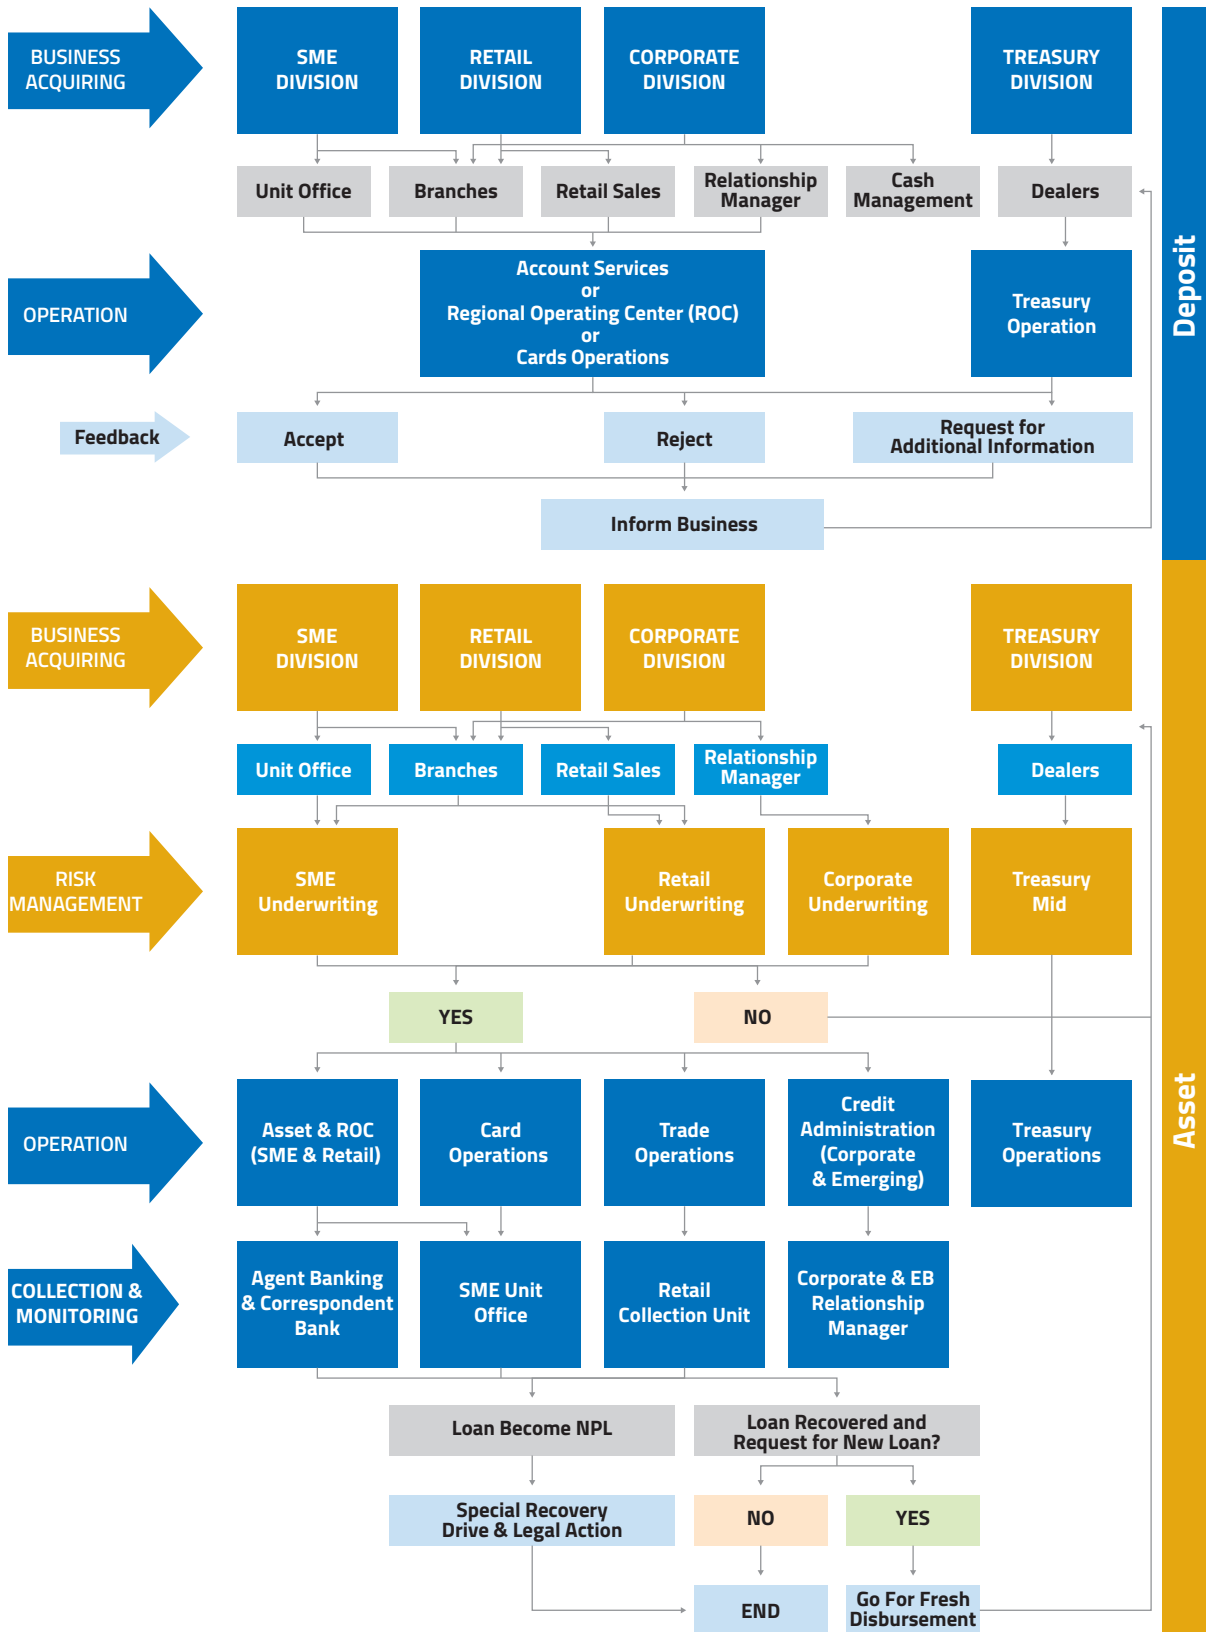 BUSINESS
ACQUIRING
SME
DIVISION
RETAIL
DIVISION
CORPORATE
DIVISION
TREASURY
DIVISION
Unit Office
Branches
Retail Sales
Relationship
Manager
Cash
Management
Dealers
OPERATION
Account Services
or
Regional Operating Center (ROC)
or
Cards Operations
Treasury
Operation
Feedback
Accept
Reject
Request for
Additional Information
Inform Business
Deposit
BUSINESS
ACQUIRING
SME
DIVISION
RETAIL
DIVISION
CORPORATE
DIVISION
TREASURY
DIVISION
Unit Office
Branches
Retail Sales
Relationship
Manager
Dealers
RISK
MANAGEMENT
SME
Underwriting
Retail
Underwriting
Corporate
Underwriting
Treasury
Mid
YES
NO
OPERATION
Asset & ROC
(SME & Retail)
Card
Operations
Trade
Operations
Credit
Administration
(Corporate
& Emerging)
Treasury
Operations
COLLECTION &
MONITORING
Agent Banking
& Correspondent
Bank
SME Unit
Office
Retail
Collection Unit
Corporate & EB
Relationship
Manager
Loan Become NPL
Loan Recovered and
Request for New Loan?
Special Recovery
Drive & Legal Action
NO
YES
END
Go For Fresh
Disbursement
Asset